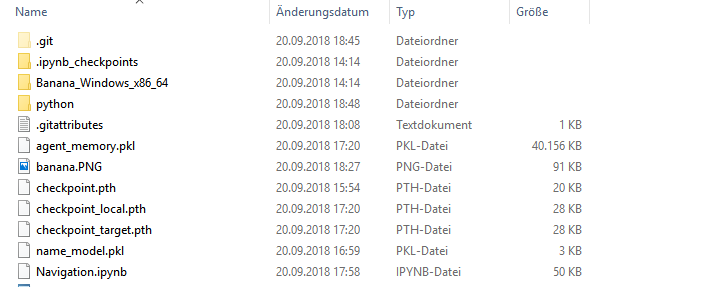 Name Änderungsdatum Typ Größe
.git 20.09.2018 18:45 Dateiordner
.ipynb_checkpoints 20.09.2018 14:14 Dateiordner
Banana_Windows_x86_64 20.09.2018 14:14 Dateiordner
python 20.09.2018 18:48 Dateiordner
.gitattributes 20.09.2018 18:08 Textdokument 1 KB
agent_memory.pkl 20.09.2018 17:20 PKL-Datei 40.156 KB
banana.PNG 20.09.2018 18:27 PNG-Datei 91 KB
checkpoint.pth 20.09.2018 15:54 PTH-Datei 20 KB
checkpoint_local.pth 20.09.2018 17:20 PTH-Datei 28 KB
checkpoint_target.pth 20.09.2018 17:20 PTH-Datei 28 KB
name_model.pkl 20.09.2018 16:59 PKL-Datei 3 KB
Navigation.ipynb 20.09.2018 17:58 IPYNB-Datei 50 KB